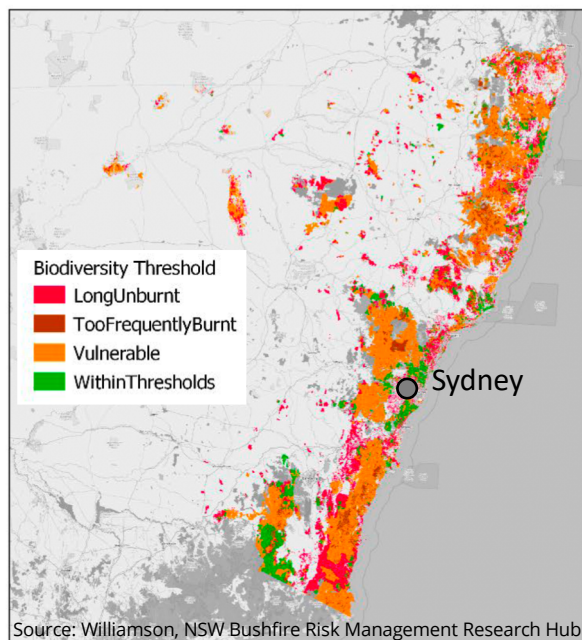 Biodiversity Threshold
LongUnburnt
TooFrequentlyBurnt
Vulnerable
WithinThresholds
Sydney
Source: Williamson, NSW Bushfire Risk Management Research Hub